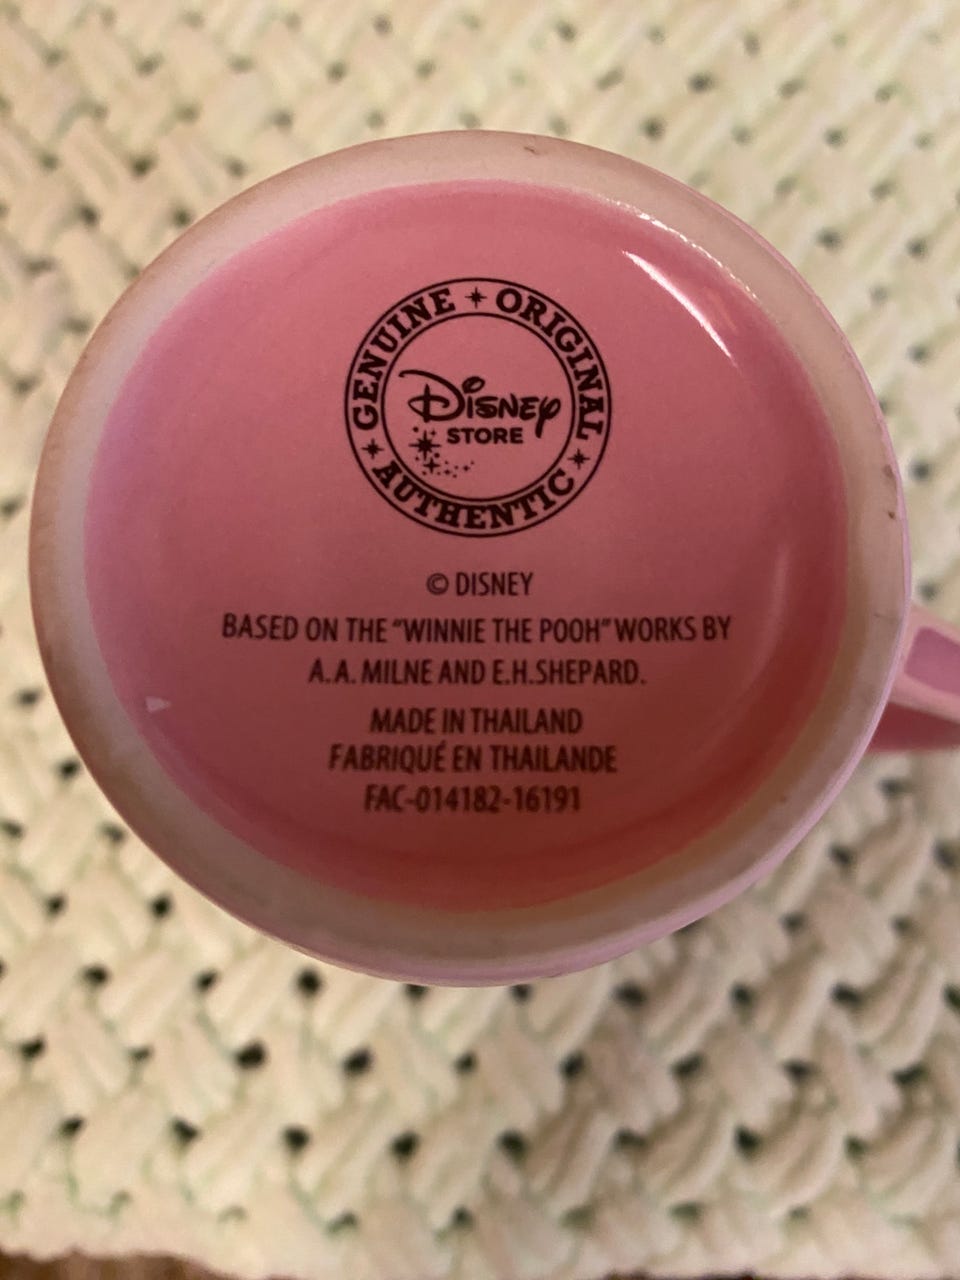 GENUINE ORIGINAL
Disney
STORE
AUTHENTIC
© DISNEY
BASED ON THE “WINNIE THE POOH” WORKS BY
A.A. MILNE AND E.H.SHEPARD.
MADE IN THAILAND
FABRIQUÉ EN THAILANDE
FAC-014182-16191